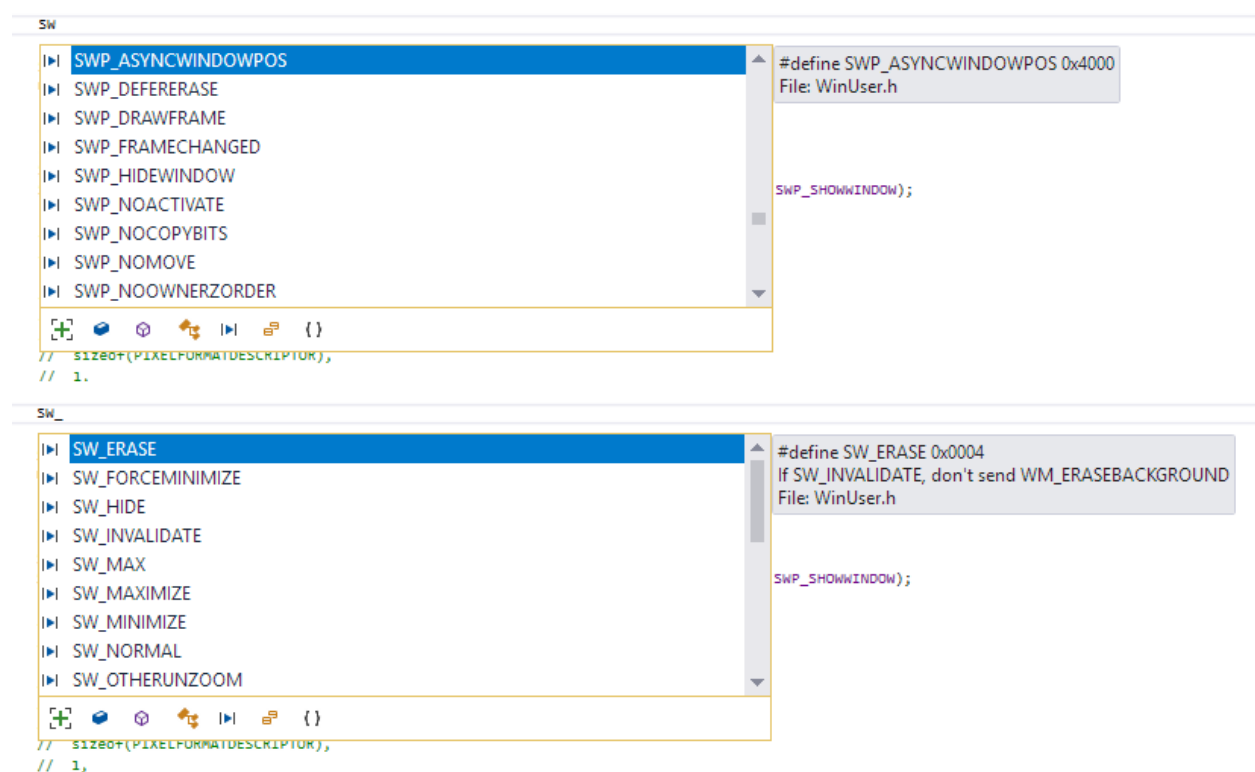 SW
SWP_ASYNCWINDOWPOS
#define SWP_ASYNCWINDOWPOS 0x4000
File: WinUser.h
SWP_DEFERERASE
SWP_DRAWFRAME
SWP_FRAMECHANGED
SWP_HIDEWINDOW
SWP_SHOWWINDOW);
SWP_NOACTIVATE
SWP_NOCOPYBITS
SWP_NOMOVE
SWP_NOOWNERZORDER
{}
// sizeof(PIXELFORMATDESCRIPTOR),
// 1.
SW_
SW_ERASE
#define SW_ERASE 0x0004
If SW_INVALIDATE, don't send WM_ERASEBACKGROUND
File: WinUser.h
SW_FORCEMINIMIZE
SW_HIDE
SW_INVALIDATE
SW_MAX
SW_MAXIMIZE
SWP_SHOWWINDOW);
SW_MINIMIZE
SW_NORMAL
SW_OTHERUNZOOM
{}
// sizeof(PIXELFORMATDESCRIPTOR),
// 1,